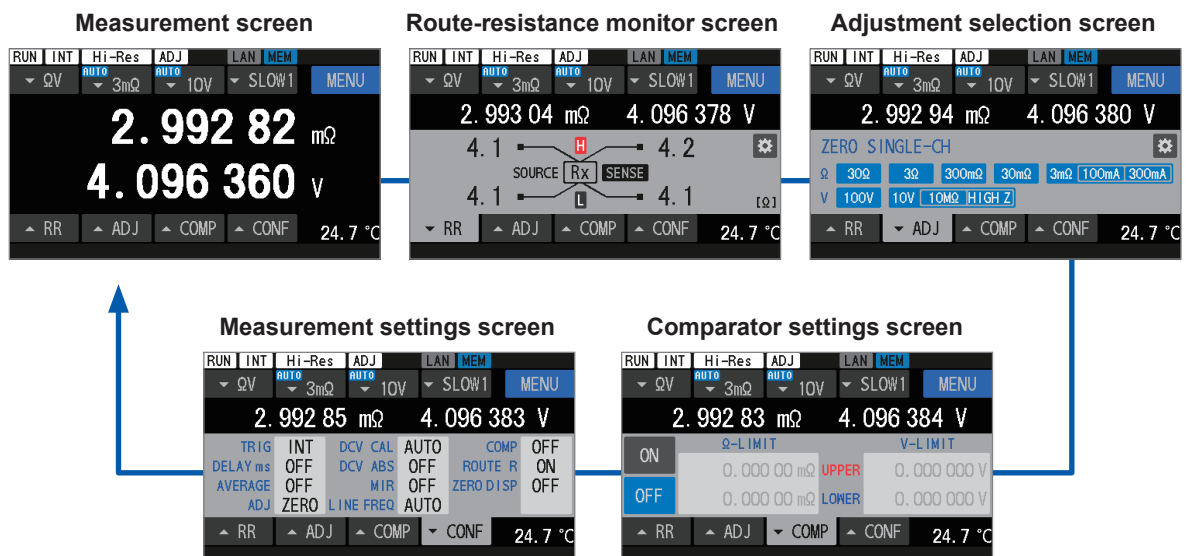 Measurement screen
RUN INT Hi-Res ADJ LAN MEM
ΩV AUTO 3mΩ AUTO 10V SLOW1 MENU
2.992 82 mΩ
4.096 360 V
RR ADJ COMP CONF 24.7 °C
Route-resistance monitor screen
RUN INT Hi-Res ADJ LAN MEM
ΩV AUTO 3mΩ AUTO 10V SLOW1 MENU
2.993 04 mΩ 4.096 378 V
4.1 H 4.2
SOURCE Rx SENSE
4.1 L 4.1 [Ω]
RR ADJ COMP CONF 24.7 °C
Adjustment selection screen
RUN INT Hi-Res ADJ LAN MEM
ΩV AUTO 3mΩ AUTO 10V SLOW1 MENU
2.992 94 mΩ 4.096 380 V
ZERO SINGLE-CH
Ω 30Ω 3Ω 300mΩ 30mΩ 3mΩ 100mA 300mA
V 100V 10V 10MΩ HIGH Z
RR ADJ COMP CONF 24.7 °C
Measurement settings screen
RUN INT Hi-Res ADJ LAN MEM
ΩV AUTO 3mΩ AUTO 10V SLOW1 MENU
2.992 85 mΩ 4.096 383 V
TRIG INT DCV CAL AUTO COMP OFF
DELAY ms OFF DCV ABS OFF ROUTE R ON
AVERAGE OFF MIR OFF ZERO DISP OFF
ADJ ZERO LINE FREQ AUTO
RR ADJ COMP CONF 24.7 °C
Comparator settings screen
RUN INT Hi-Res ADJ LAN MEM
ΩV AUTO 3mΩ AUTO 10V SLOW1 MENU
2.992 83 mΩ 4.096 384 V
Ω-LIMIT V-LIMIT
ON 0.000 00 mΩ UPPER 0.000 000 V
OFF 0.000 00 mΩ LOWER 0.000 000 V
RR ADJ COMP CONF 24.7 °C